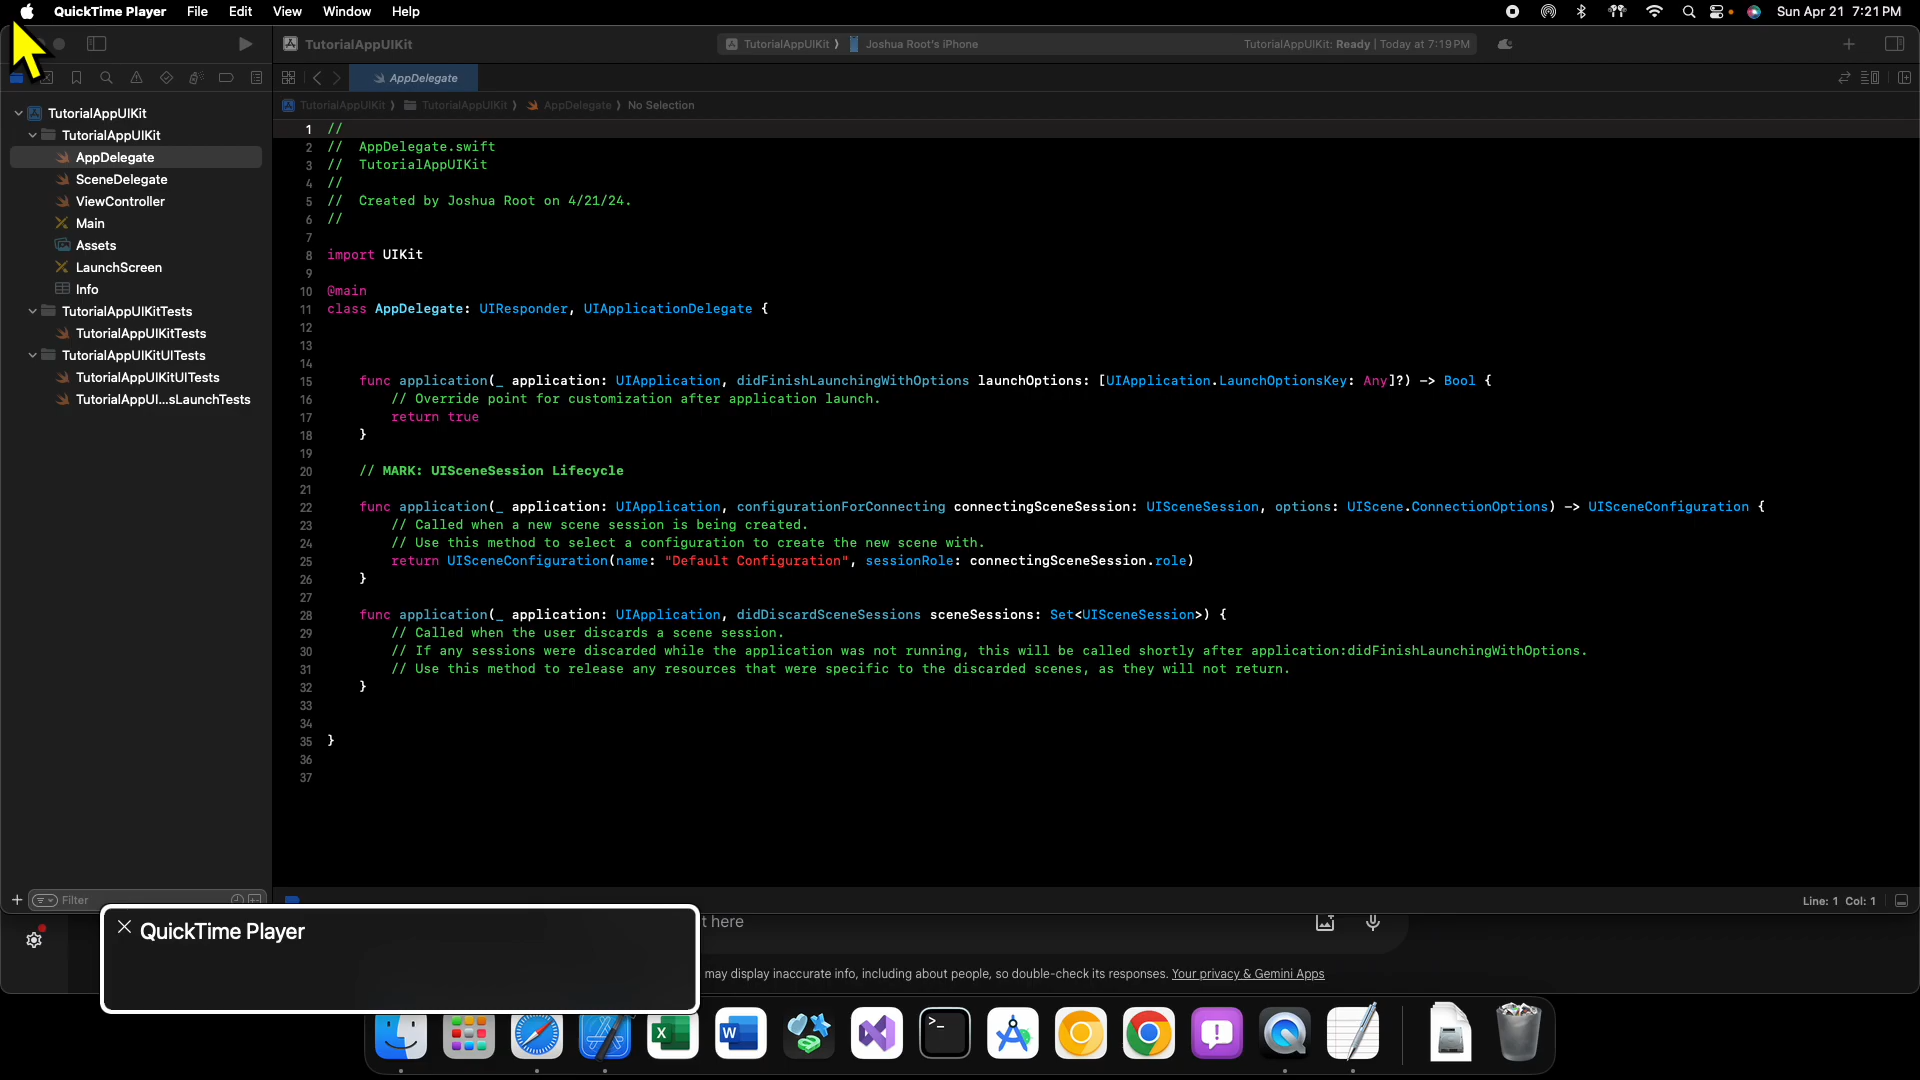 QuickTime Player File Edit View Window Help
Sun Apr 21 7:21 PM
TutorialAppUIKit
TutorialAppUIKit ⟩ Joshua Root's iPhone
TutorialAppUIKit: Ready | Today at 7:19 PM
AppDelegate
TutorialAppUIKit ⟩ TutorialAppUIKit ⟩ AppDelegate ⟩ No Selection
TutorialAppUIKit
TutorialAppUIKit
AppDelegate
SceneDelegate
ViewController
Main
Assets
LaunchScreen
Info
TutorialAppUIKitTests
TutorialAppUIKitTests
TutorialAppUIKitUITests
TutorialAppUIKitUITests
TutorialAppUI...sLaunchTests
Filter
1 //
2 // AppDelegate.swift
3 // TutorialAppUIKit
4 //
5 // Created by Joshua Root on 4/21/24.
6 //
7
8 import UIKit
9
10 @main
11 class AppDelegate: UIResponder, UIApplicationDelegate {
12
13
14
15 func application(_ application: UIApplication, didFinishLaunchingWithOptions launchOptions: [UIApplication.LaunchOptionsKey: Any]?) -> Bool {
16 // Override point for customization after application launch.
17 return true
18 }
19
20 // MARK: UISceneSession Lifecycle
21
22 func application(_ application: UIApplication, configurationForConnecting connectingSceneSession: UISceneSession, options: UIScene.ConnectionOptions) -> UISceneConfiguration {
23 // Called when a new scene session is being created.
24 // Use this method to select a configuration to create the new scene with.
25 return UISceneConfiguration(name: "Default Configuration", sessionRole: connectingSceneSession.role)
26 }
27
28 func application(_ application: UIApplication, didDiscardSceneSessions sceneSessions: Set<UISceneSession>) {
29 // Called when the user discards a scene session.
30 // If any sessions were discarded while the application was not running, this will be called shortly after application:didFinishLaunchingWithOptions.
31 // Use this method to release any resources that were specific to the discarded scenes, as they will not return.
32 }
33
34
35 }
36
37
Line: 1 Col: 1
QuickTime Player
t here
may display inaccurate info, including about people, so double-check its responses. Your privacy & Gemini Apps